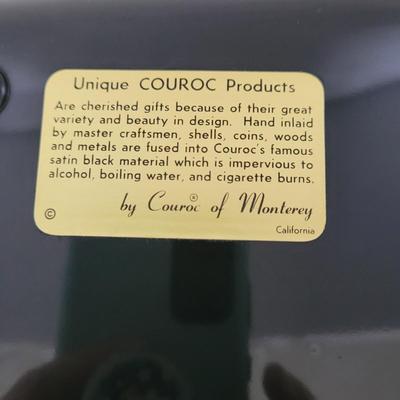 Unique COUROC Products
Are cherished gifts because of their great
variety and beauty in design. Hand inlaid
by master craftsmen, shells, coins, woods
and metals are fused into Couroc's famous
satin black material which is impervious to
alcohol, boiling water, and cigarette burns.
by Couroc® of Monterey
© California